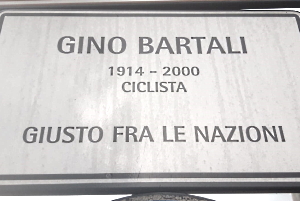 GINO BARTALI
1914 - 2000
CICLISTA
GIUSTO FRA LE NAZIONI